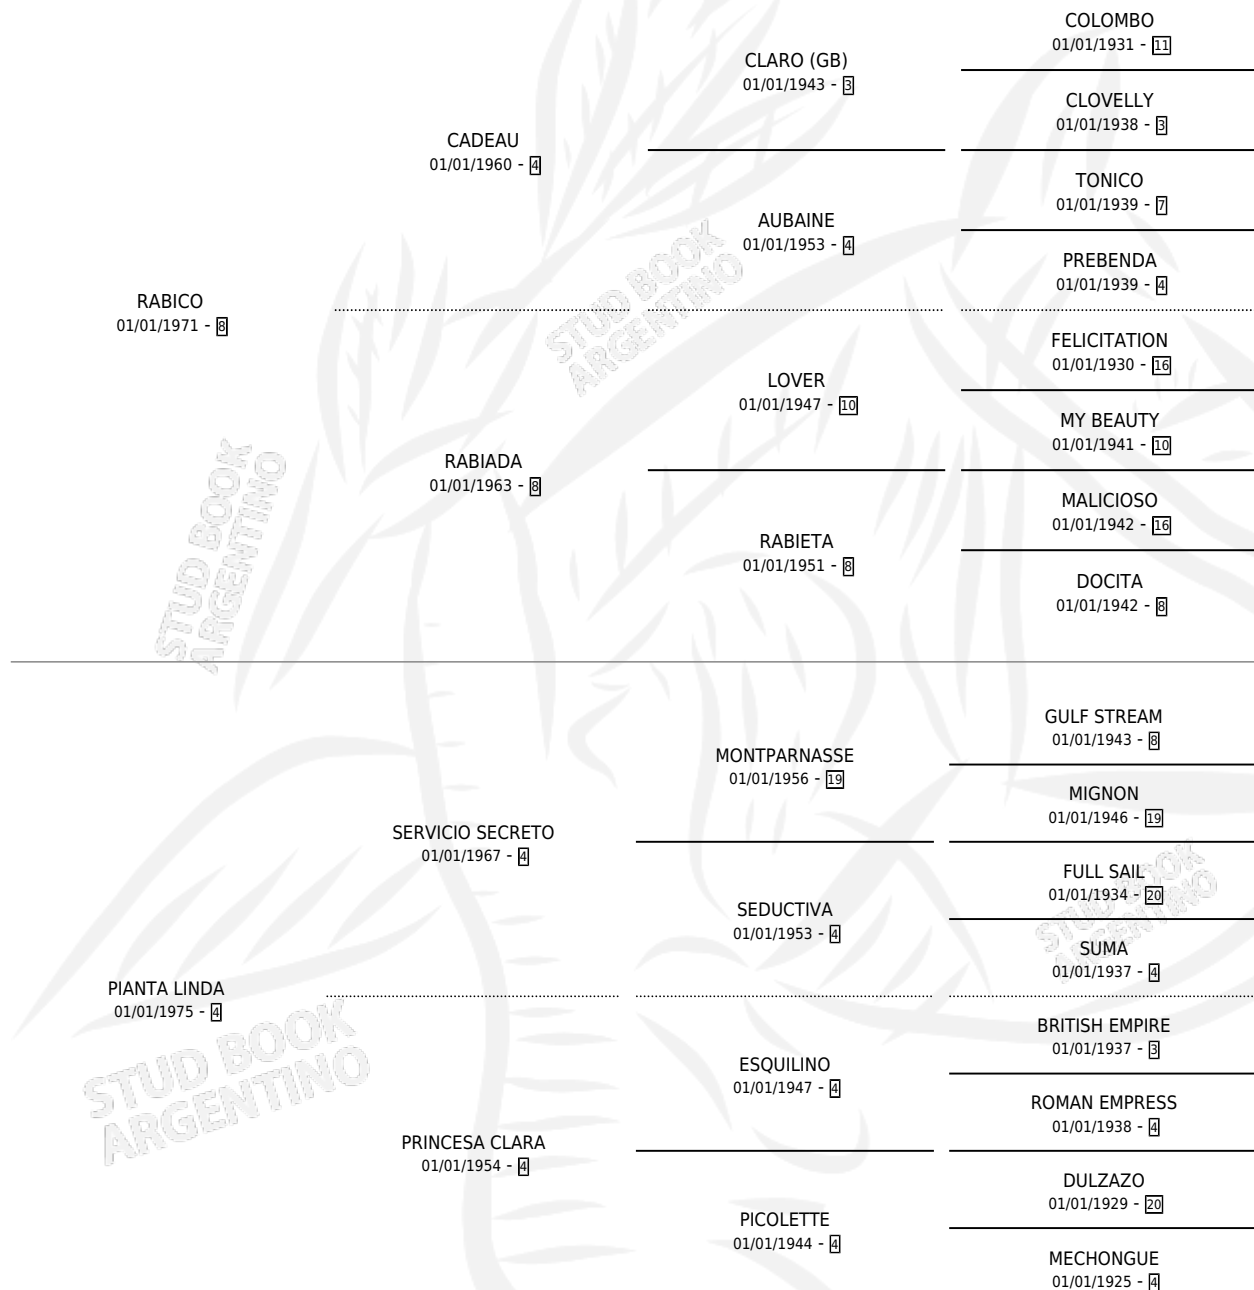 COLOMBO
01/01/1931 - 11
CLARO (GB)
01/01/1943 - 3
CLOVELLY
01/01/1938 - 3
CADEAU
01/01/1960 - 4
TONICO
01/01/1939 - 7
AUBAINE
01/01/1953 - 4
PREBENDA
01/01/1939 - 4
RABICO
01/01/1971 - 8
FELICITATION
01/01/1930 - 16
LOVER
01/01/1947 - 10
MY BEAUTY
01/01/1941 - 10
RABIADA
01/01/1963 - 8
MALICIOSO
01/01/1942 - 16
RABIETA
01/01/1951 - 8
DOCITA
01/01/1942 - 8
STUD BOOK
ARGENTINO
STUD BOOK
ARGENTINO
GULF STREAM
01/01/1943 - 8
MONTPARNASSE
01/01/1956 - 19
MIGNON
01/01/1946 - 19
SERVICIO SECRETO
01/01/1967 - 4
FULL SAIL
01/01/1934 - 20
SEDUCTIVA
01/01/1953 - 4
SUMA
01/01/1937 - 4
PIANTA LINDA
01/01/1975 - 4
BRITISH EMPIRE
01/01/1937 - 3
ESQUILINO
01/01/1947 - 4
ROMAN EMPRESS
01/01/1938 - 4
PRINCESA CLARA
01/01/1954 - 4
DULZAZO
01/01/1929 - 20
PICOLETTE
01/01/1944 - 4
MECHONGUE
01/01/1925 - 4
STUD BOOK
ARGENTINO
STUD BOOK
ARGENTINO